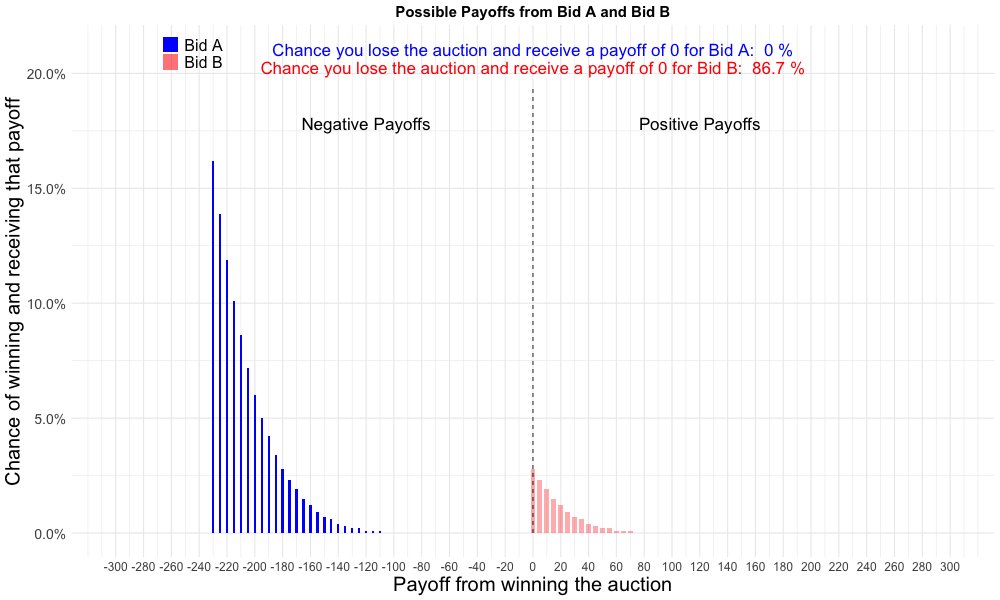 Possible Payoffs from Bid A and Bid B
Bid A
Bid B
Chance you lose the auction and receive a payoff of 0 for Bid A:  0 %
Chance you lose the auction and receive a payoff of 0 for Bid B:  86.7 %
Negative Payoffs
Positive Payoffs
Chance of winning and receiving that payoff
20.0%
15.0%
10.0%
5.0%
0.0%
-300 -280 -260 -240 -220 -200 -180 -160 -140 -120 -100 -80 -60 -40 -20 0 20 40 60 80 100 120 140 160 180 200 220 240 260 280 300
Payoff from winning the auction